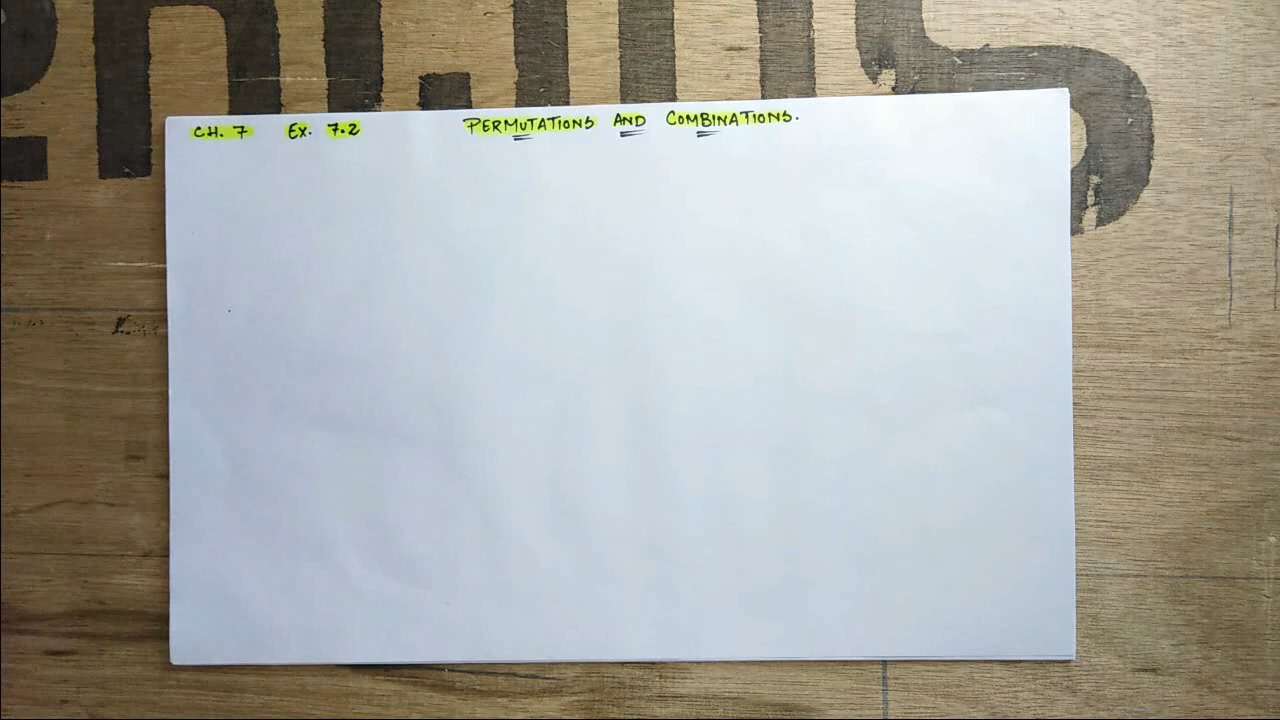 CH. 7 Ex. 7.2 PERMUTATIONS AND COMBINATIONS.